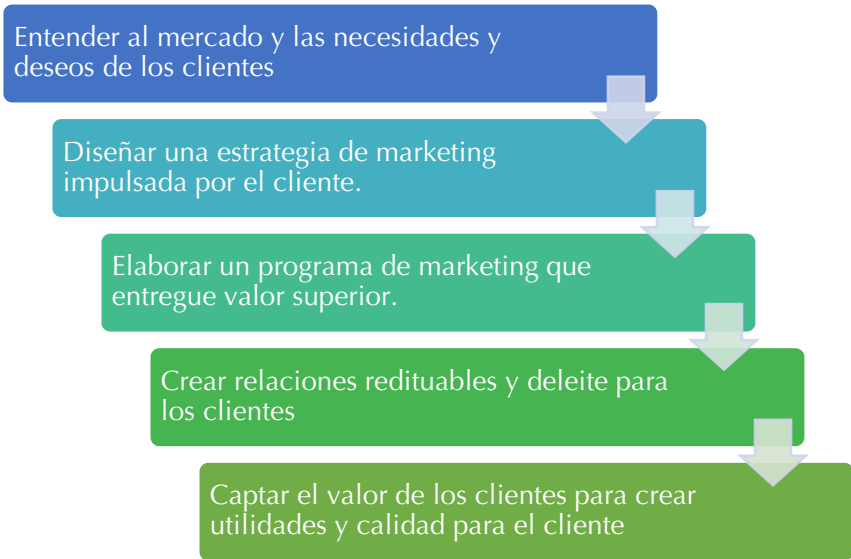 Entender al mercado y las necesidades y
deseos de los clientes
Diseñar una estrategia de marketing
impulsada por el cliente.
Elaborar un programa de marketing que
entregue valor superior.
Crear relaciones redituables y deleite para
los clientes
Captar el valor de los clientes para crear
utilidades y calidad para el cliente